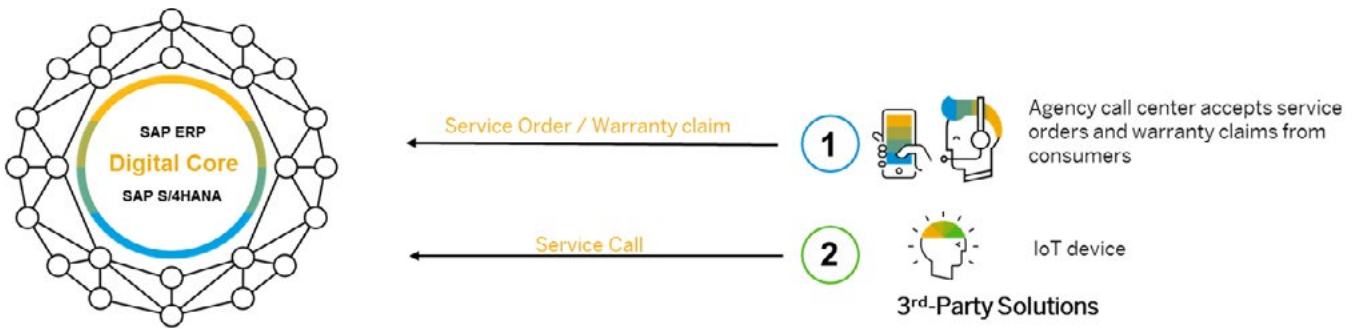 SAP ERP
Digital Core
SAP S/4HANA
Service Order / Warranty claim
1
Agency call center accepts service
orders and warranty claims from
consumers
Service Call
2
IoT device
3rd-Party Solutions